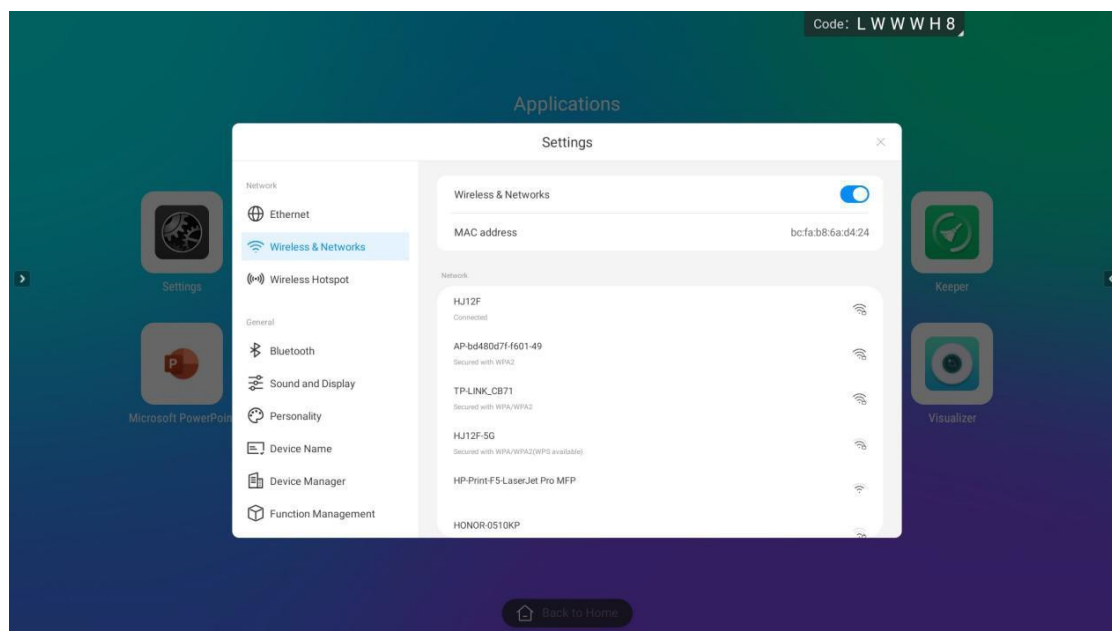 Code: LWWWH8
Applications
Settings
Network
Ethernet
Wireless & Networks
Wireless Hotspot
General
Bluetooth
Sound and Display
Personality
Device Name
Device Manager
Function Management
Wireless & Networks
MAC address bc:fa:b8:6a:d4:24
Network
HJ12F
Connected
AP-bd480d7f-f601-49
Secured with WPA2
TP-LINK_CB71
Secured with WPA/WPA2
HJ12F-5G
Secured with WPA/WPA2(WPS available)
HP-Print-F5-LaserJet Pro MFP
HONOR-0510KP
Settings
Microsoft PowerPoin
Keeper
Visualizer
Back to Home